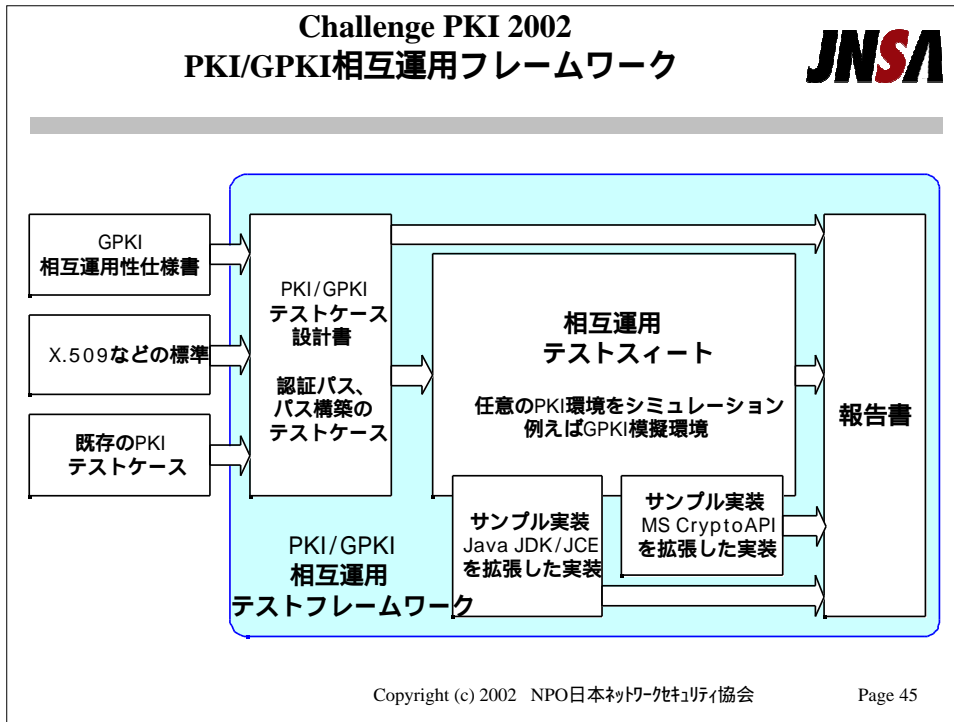 Challenge PKI 2002
PKI/GPKI相互運用フレームワーク
JNSA
GPKI
相互運用性仕様書
X.509などの標準
既存のPKI
テストケース
PKI/GPKI
テストケース
設計書
認証パス、
パス構築の
テストケース
相互運用
テストスィート
任意のPKI環境をシミュレーション
例えばGPKI模擬環境
サンプル実装
Java JDK/JCE
を拡張した実装
サンプル実装
MS CryptoAPI
を拡張した実装
報告書
PKI/GPKI
相互運用
テストフレームワーク
Copyright (c) 2002 NPO日本ﾈｯﾄﾜｰｸｾｷｭﾘﾃｨ協会
Page 45